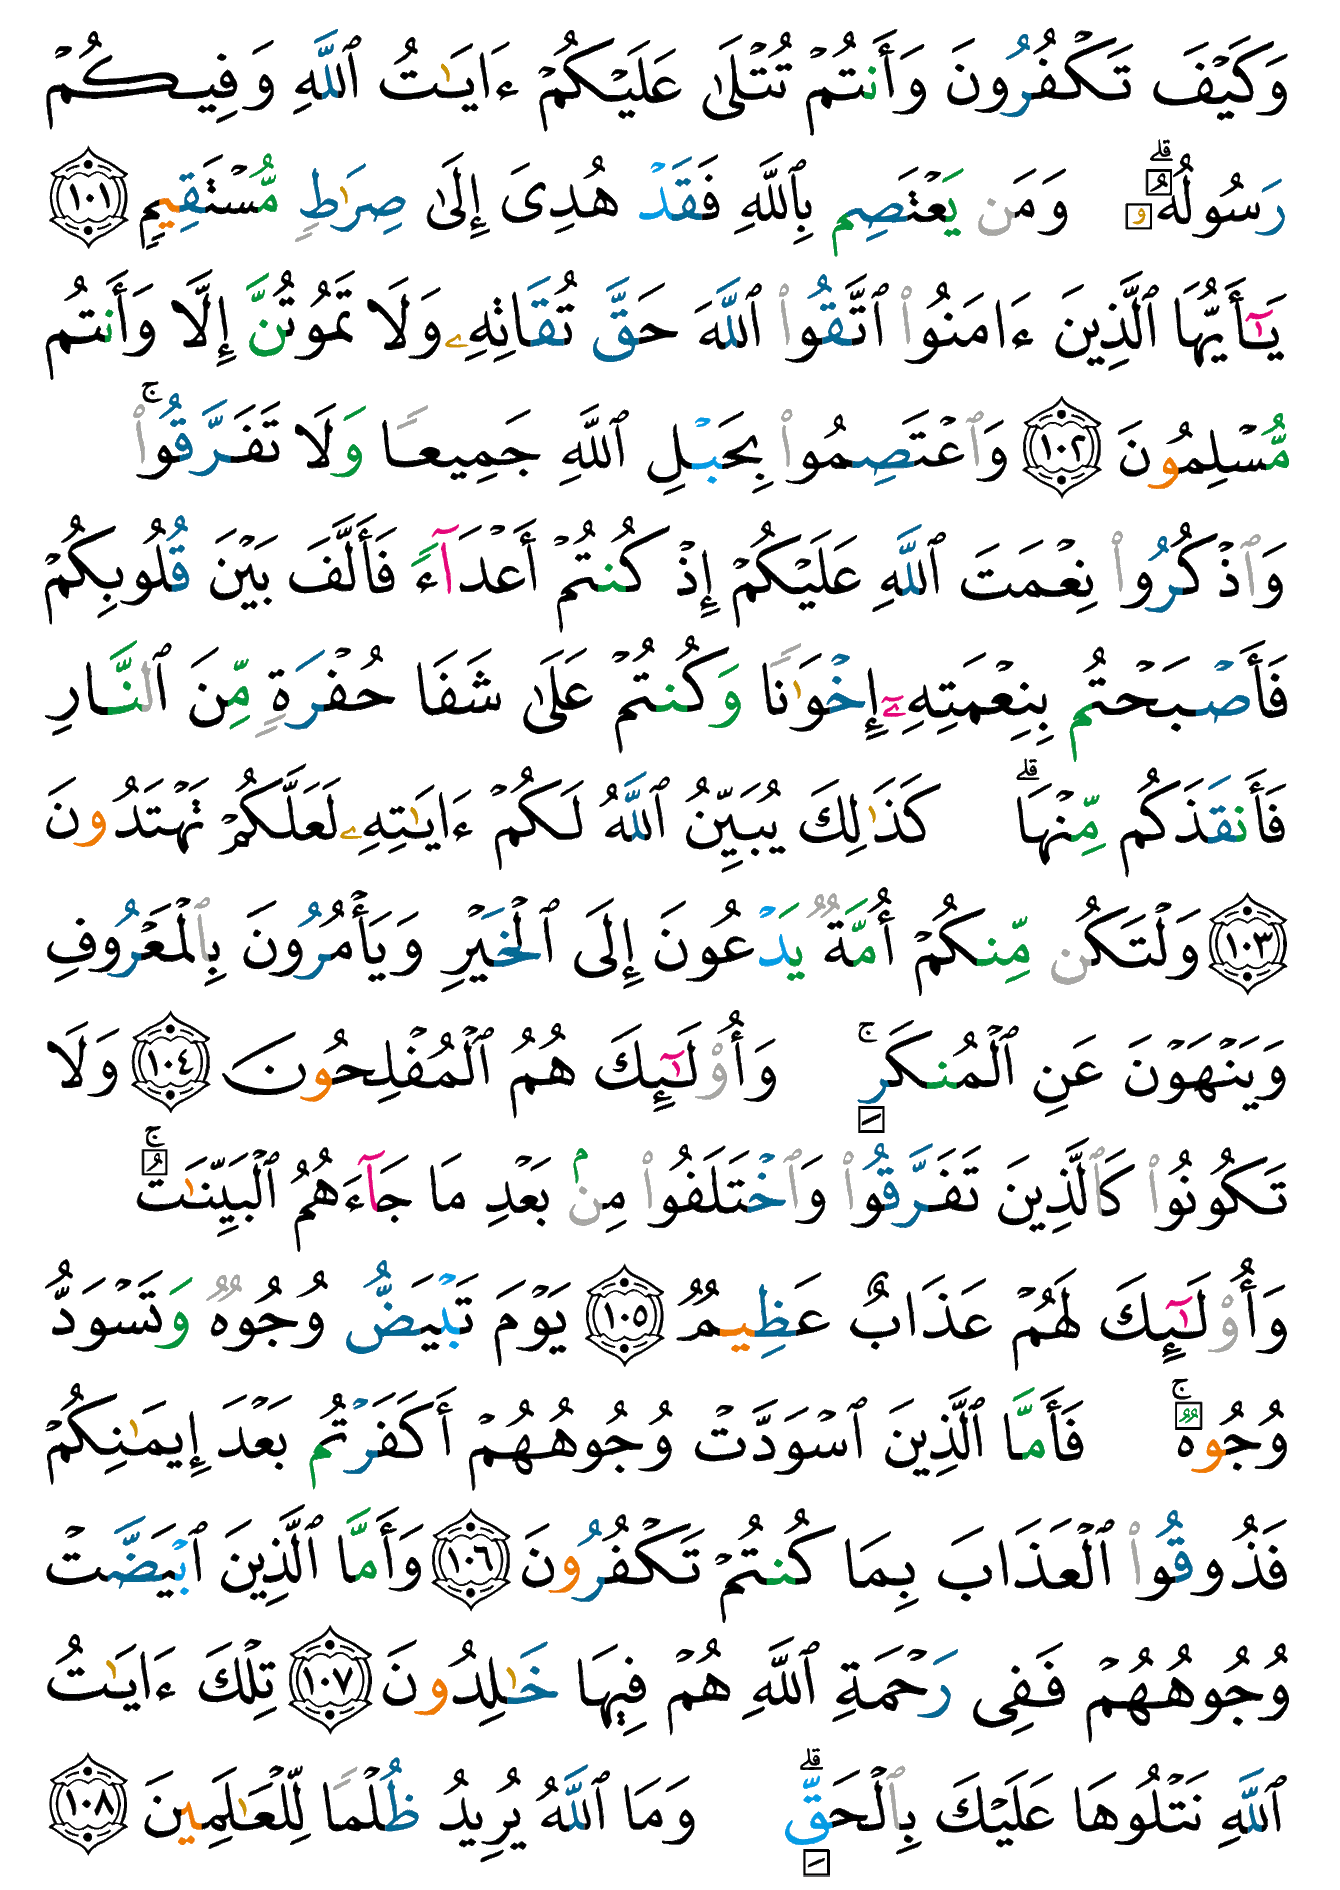 وَكَيۡفَ تَكۡفُرُونَ وَأَنتُمۡ تُتۡلَىٰ عَلَيۡكُمۡ ءَايَـٰتُ ٱللَّهِ وَفِيكُمۡ
رَسُولُهُۥۗ وَمَن يَعۡتَصِم بِٱللَّهِ فَقَدۡ هُدِىَ إِلَىٰ صِرَٰطٍ مُّسۡتَقِيمٍ ١٠١
يَـٰٓأَيُّهَا ٱلَّذِينَ ءَامَنُوا۟ ٱتَّقُوا۟ ٱللَّهَ حَقَّ تُقَاتِهِۦ وَلَا تَمُوتُنَّ إِلَّا وَأَنتُم
مُّسۡلِمُونَ ١٠٢ وَٱعۡتَصِمُوا۟ بِحَبۡلِ ٱللَّهِ جَمِيعًا وَلَا تَفَرَّقُوا۟ۚ
وَٱذۡكُرُوا۟ نِعۡمَتَ ٱللَّهِ عَلَيۡكُمۡ إِذۡ كُنتُمۡ أَعۡدَآءً فَأَلَّفَ بَيۡنَ قُلُوبِكُمۡ
فَأَصۡبَحۡتُم بِنِعۡمَتِهِۦٓ إِخۡوَٰنًا وَكُنتُمۡ عَلَىٰ شَفَا حُفۡرَةٍ مِّنَ ٱلنَّارِ
فَأَنقَذَكُم مِّنۡهَاۗ كَذَٰلِكَ يُبَيِّنُ ٱللَّهُ لَكُمۡ ءَايَـٰتِهِۦ لَعَلَّكُمۡ تَهۡتَدُونَ
١٠٣ وَلۡتَكُن مِّنكُمۡ أُمَّةٌ يَدۡعُونَ إِلَى ٱلۡخَيۡرِ وَيَأۡمُرُونَ بِٱلۡمَعۡرُوفِ
وَيَنۡهَوۡنَ عَنِ ٱلۡمُنكَرِۚ وَأُو۟لَـٰٓئِكَ هُمُ ٱلۡمُفۡلِحُونَ ١٠٤ وَلَا
تَكُونُوا۟ كَٱلَّذِينَ تَفَرَّقُوا۟ وَٱخۡتَلَفُوا۟ مِنۢ بَعۡدِ مَا جَآءَهُمُ ٱلۡبَيِّنَـٰتُۚ
وَأُو۟لَـٰٓئِكَ لَهُمۡ عَذَابٌ عَظِيمٌ ١٠٥ يَوۡمَ تَبۡيَضُّ وُجُوهٌ وَتَسۡوَدُّ
وُجُوهٌۚ فَأَمَّا ٱلَّذِينَ ٱسۡوَدَّتۡ وُجُوهُهُمۡ أَكَفَرۡتُم بَعۡدَ إِيمَـٰنِكُمۡ
فَذُوقُوا۟ ٱلۡعَذَابَ بِمَا كُنتُمۡ تَكۡفُرُونَ ١٠٦ وَأَمَّا ٱلَّذِينَ ٱبۡيَضَّتۡ
وُجُوهُهُمۡ فَفِى رَحۡمَةِ ٱللَّهِ هُمۡ فِيهَا خَـٰلِدُونَ ١٠٧ تِلۡكَ ءَايَـٰتُ
ٱللَّهِ نَتۡلُوهَا عَلَيۡكَ بِٱلۡحَقِّۗ وَمَا ٱللَّهُ يُرِيدُ ظُلۡمًا لِّلۡعَـٰلَمِينَ ١٠٨